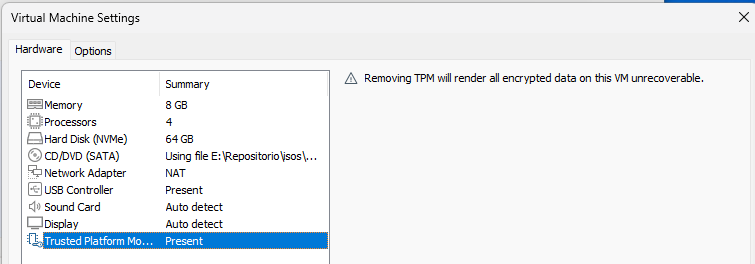 Virtual Machine Settings
Hardware Options
Device Summary
Removing TPM will render all encrypted data on this VM unrecoverable.
Memory 8 GB
Processors 4
Hard Disk (NVMe) 64 GB
CD/DVD (SATA) Using file E:\Repositorio\isos\...
Network Adapter NAT
USB Controller Present
Sound Card Auto detect
Display Auto detect
Trusted Platform Mo... Present